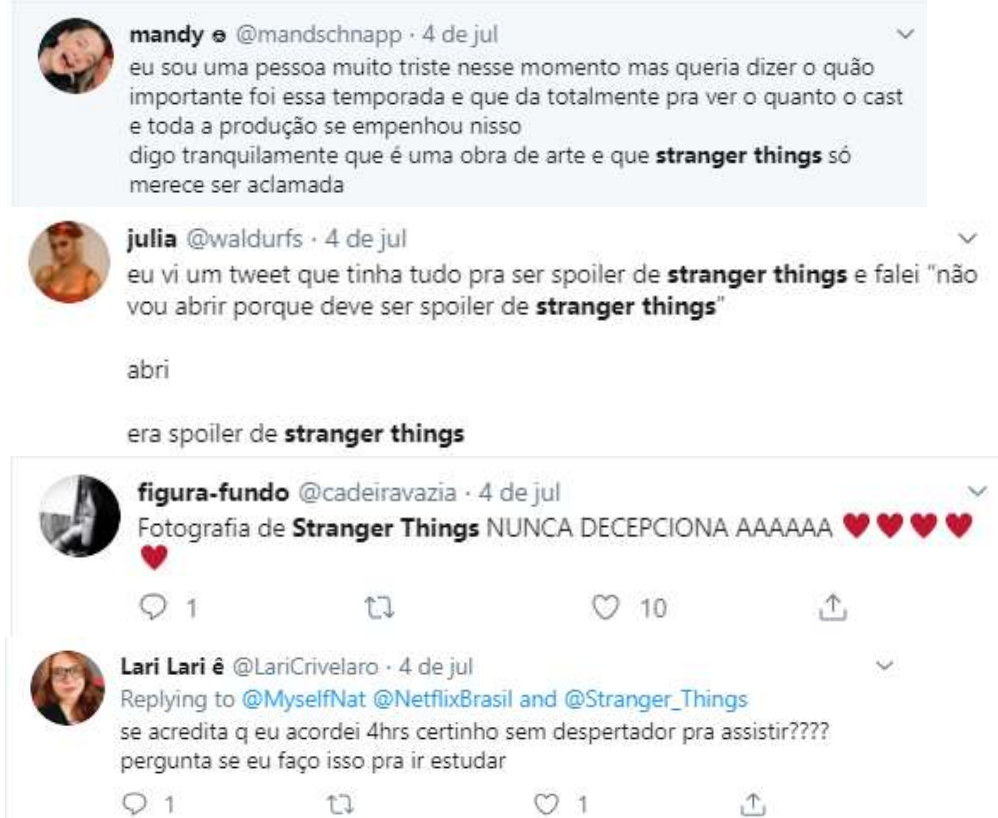 mandy @mandschnapp · 4 de jul
eu sou uma pessoa muito triste nesse momento mas queria dizer o quão
importante foi essa temporada e que da totalmente pra ver o quanto o cast
e toda a produção se empenhou nisso
digo tranquilamente que é uma obra de arte e que stranger things só
merece ser aclamada
julia @waldurfs · 4 de jul
eu vi um tweet que tinha tudo pra ser spoiler de stranger things e falei "não
vou abrir porque deve ser spoiler de stranger things"
abri
era spoiler de stranger things
figura-fundo @cadeiravazia · 4 de jul
Fotografia de Stranger Things NUNCA DECEPCIONA AAAAAA ♥♥♥♥
♥
1 10
Lari Lari ê @LariCrivelaro · 4 de jul
Replying to @MyselfNat @NetflixBrasil and @Stranger_Things
se acredita q eu acordei 4hrs certinho sem despertador pra assistir????
pergunta se eu faço isso pra ir estudar
1 1